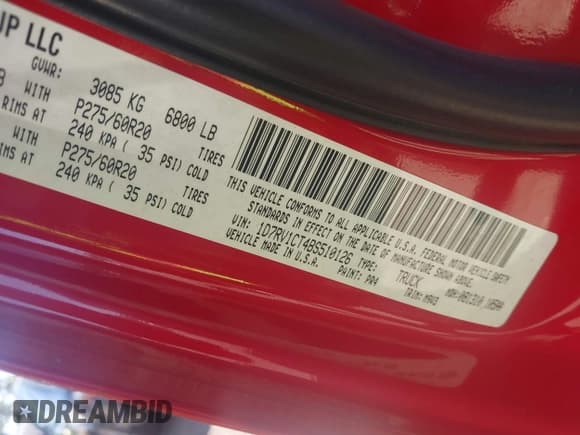 UP LLC
GVWR:
3085 KG 6800 LB
WITH P275/60R20 TIRES
RIMS AT 240 KPA ( 35 PSI) COLD
WITH P275/60R20 TIRES
RIMS AT 240 KPA ( 35 PSI) COLD
THIS VEHICLE CONFORMS TO ALL APPLICABLE U.S.A. FEDERAL MOTOR VEHICLE SAFETY
STANDARDS IN EFFECT ON THE DATE OF MANUFACTURE SHOWN ABOVE.
VIN: 1D7RV1CT4BS510126 TYPE: TRUCK
VEHICLE MADE IN U.S.A. PAINT: PR4 TRIM: MDH:
DREAMBID